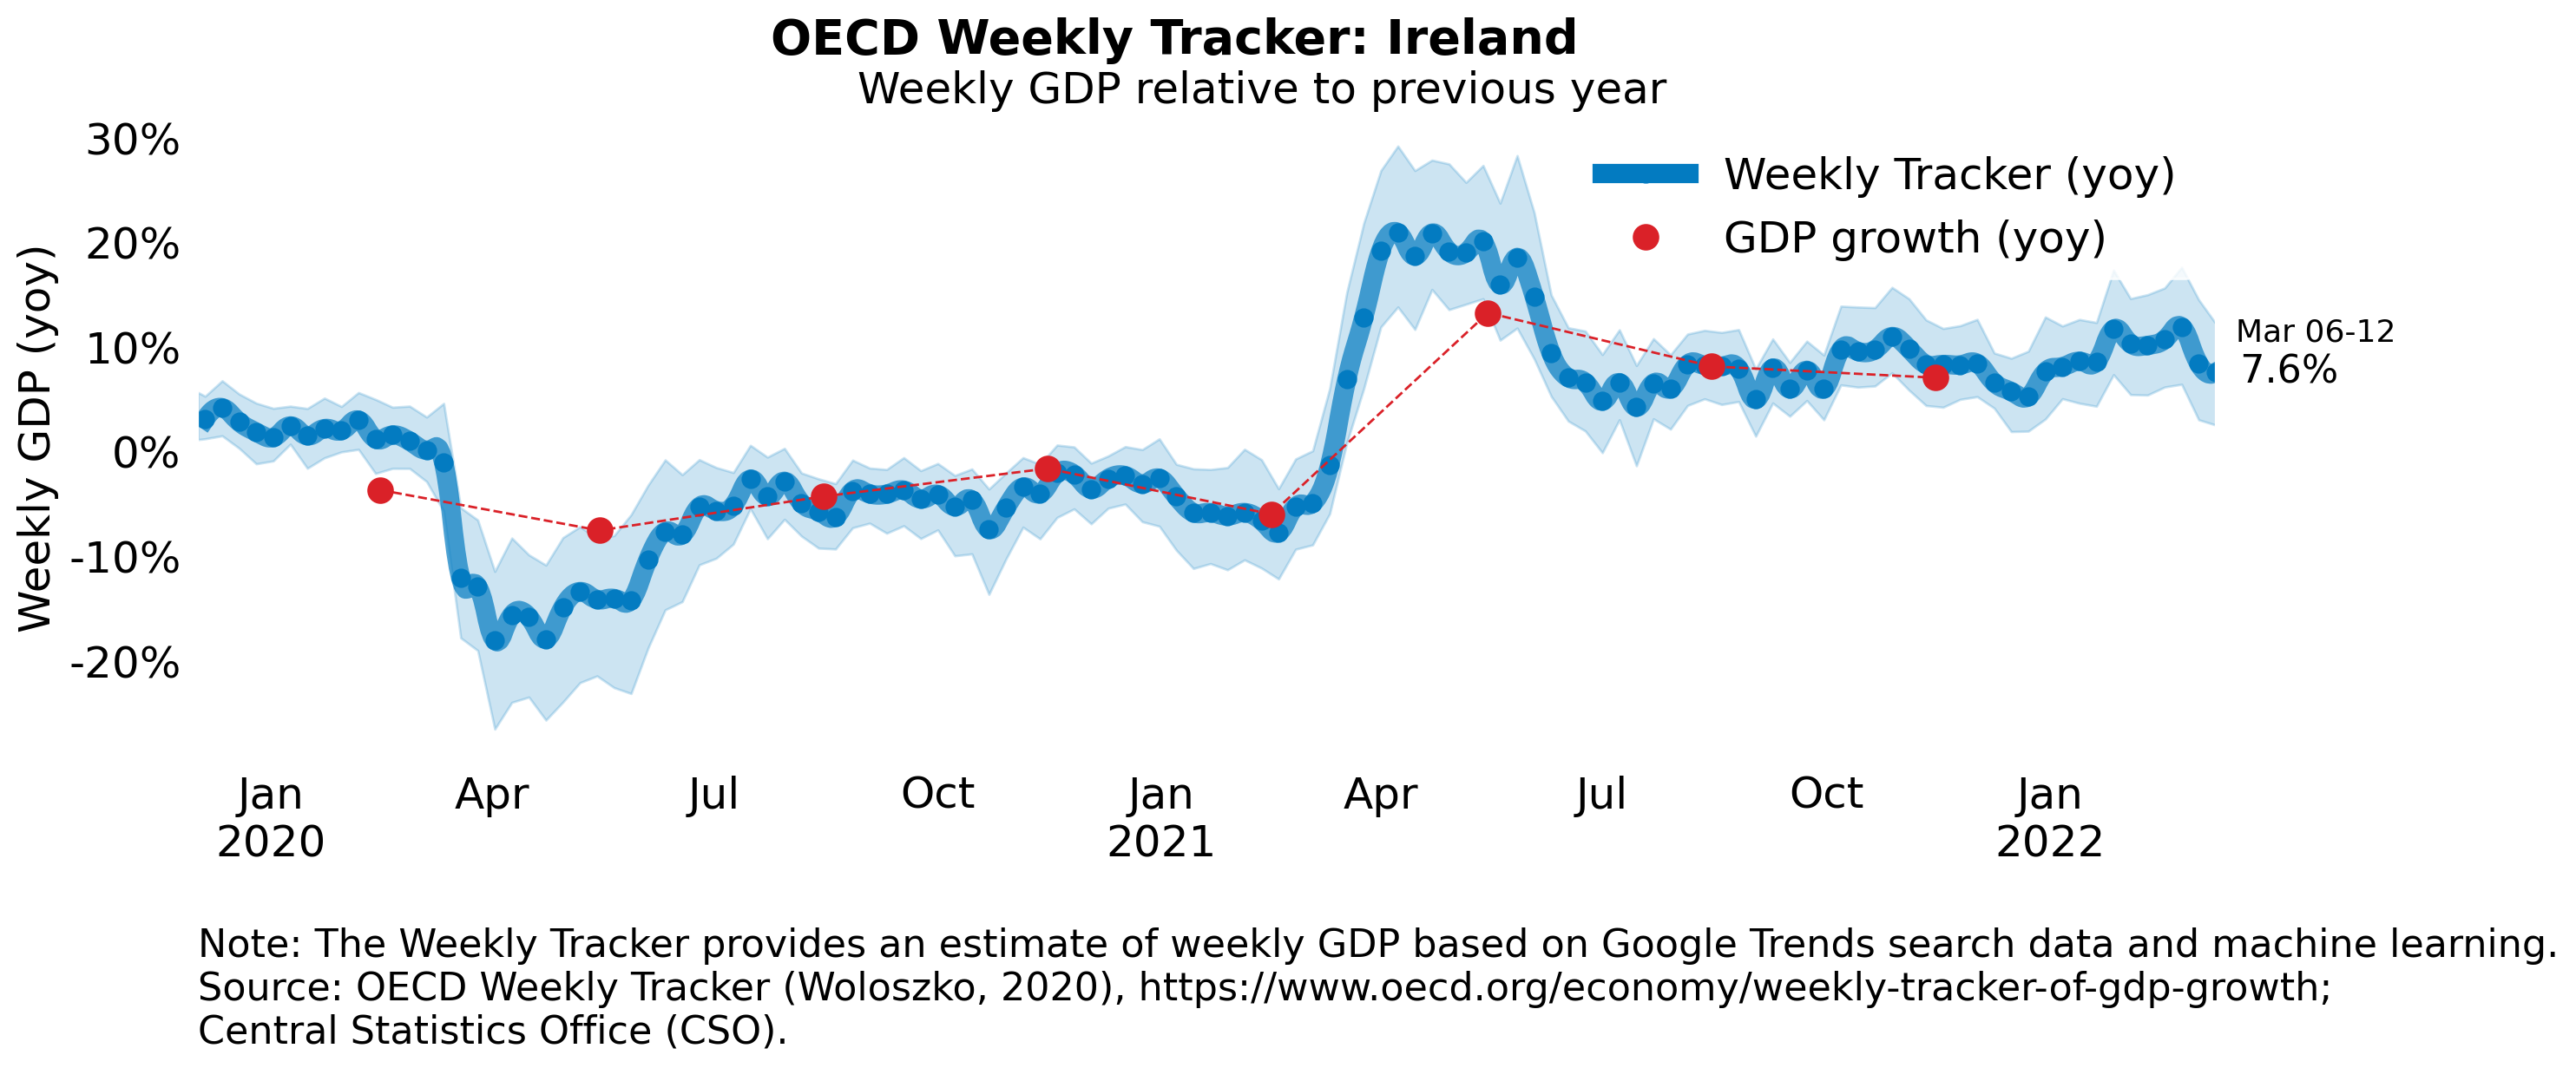 OECD Weekly Tracker: Ireland
Weekly GDP relative to previous year
Weekly GDP (yoy)
30%
20%
10%
0%
-10%
-20%
Weekly Tracker (yoy)
GDP growth (yoy)
Mar 06-12
7.6%
Jan Apr Jul Oct Jan Apr Jul Oct Jan
2020 2021 2022
Note: The Weekly Tracker provides an estimate of weekly GDP based on Google Trends search data and machine learning.
Source: OECD Weekly Tracker (Woloszko, 2020), https://www.oecd.org/economy/weekly-tracker-of-gdp-growth;
Central Statistics Office (CSO).